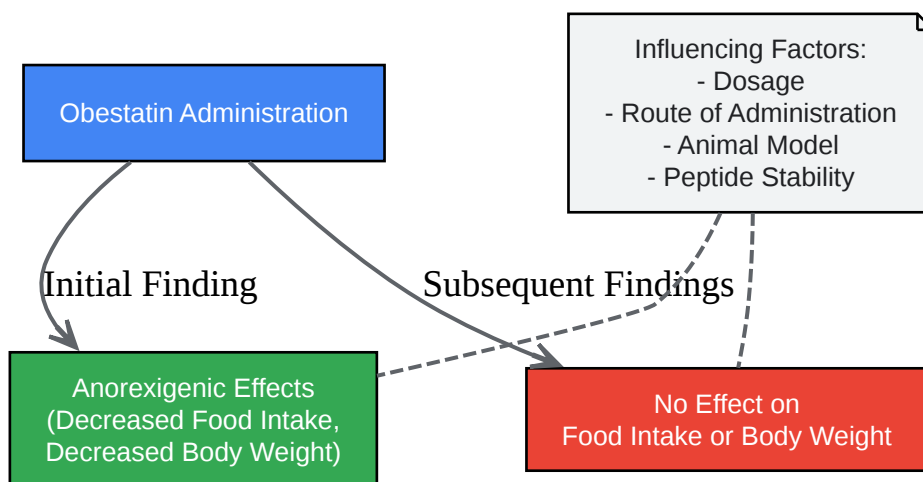 Obestatin Administration
Influencing Factors:
- Dosage
- Route of Administration
- Animal Model
- Peptide Stability
Initial Finding
Subsequent Findings
Anorexigenic Effects
(Decreased Food Intake,
Decreased Body Weight)
No Effect on
Food Intake or Body Weight